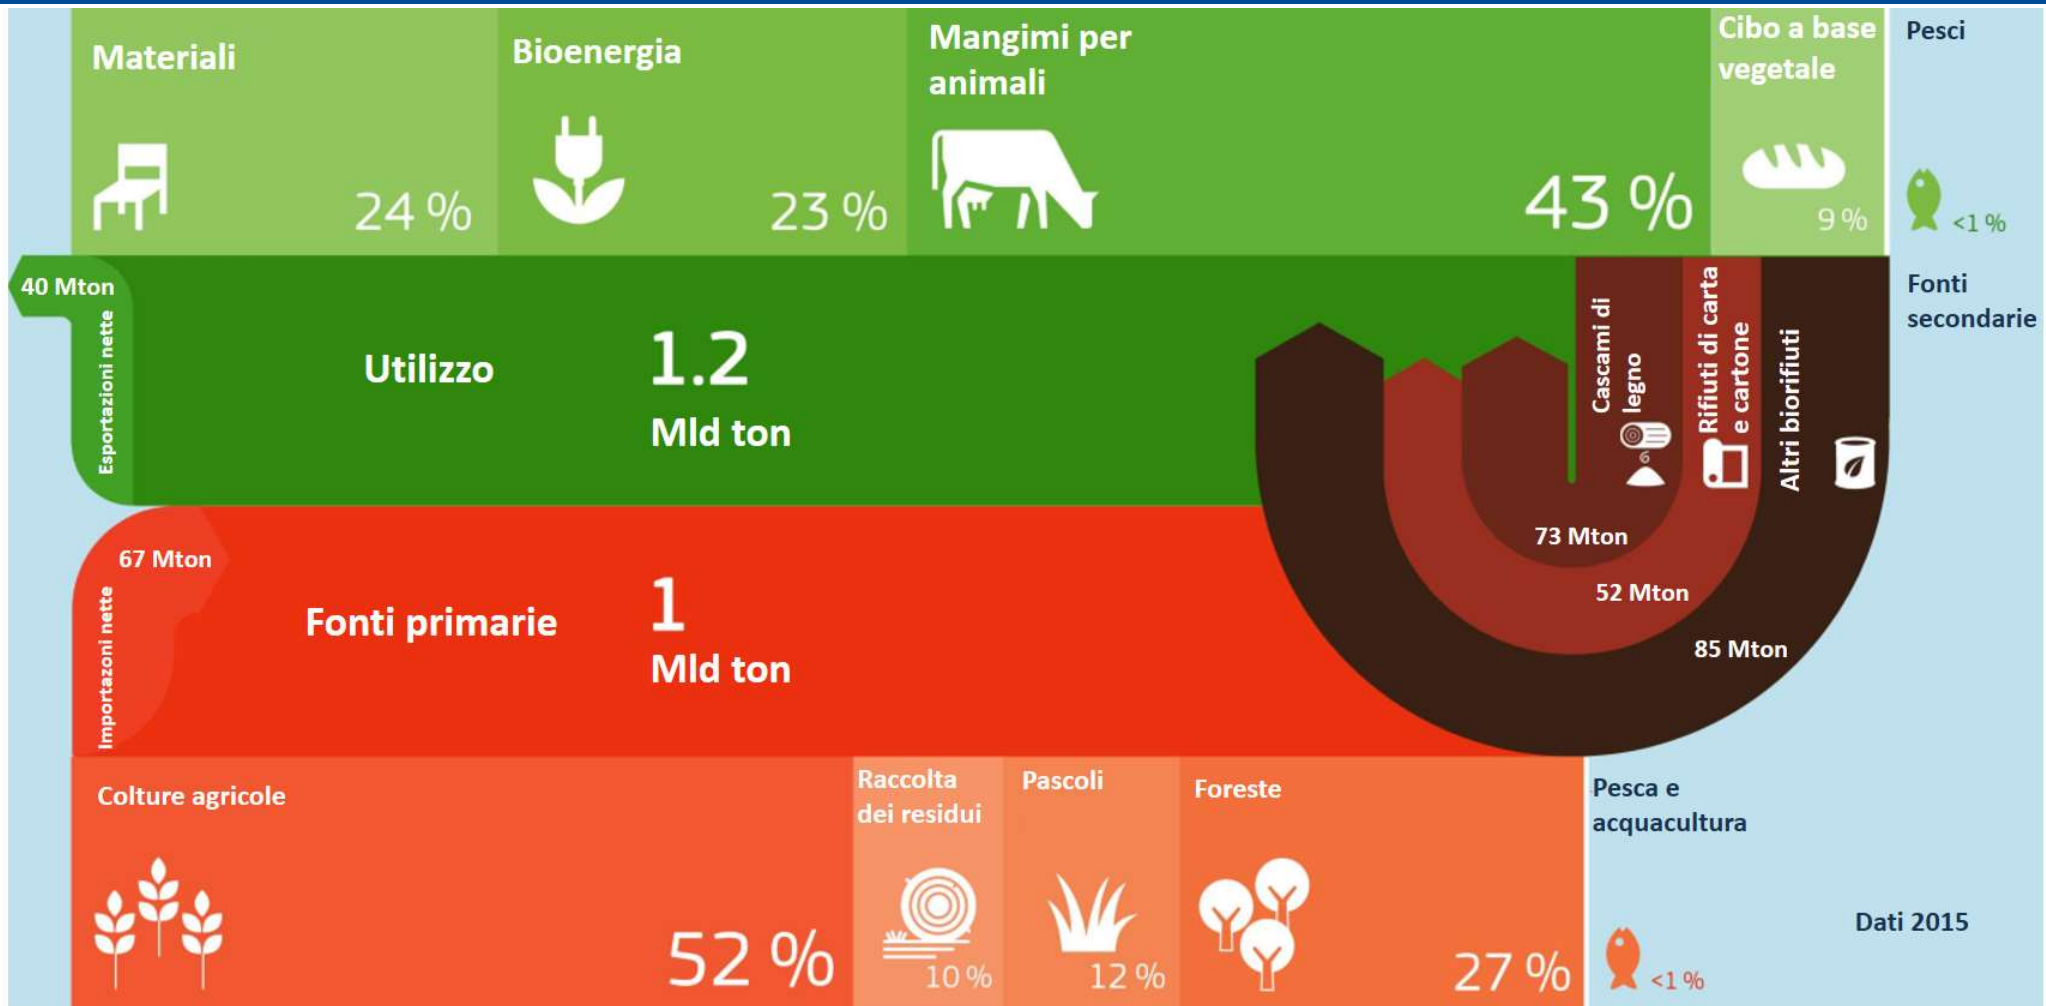 Materiali
24 %
Bioenergia
23 %
Mangimi per
animali
43 %
Cibo a base
vegetale
9 %
Pesci
<1 %
40 Mton
Esportazioni nette
Utilizzo
1.2
Mld ton
Cascami di
legno
Rifiuti di carta
e cartone
Altri biorifiuti
Fonti
secondarie
73 Mton
52 Mton
85 Mton
67 Mton
Importazoni nette
Fonti primarie
1
Mld ton
Colture agricole
52 %
Raccolta
dei residui
10 %
Pascoli
12 %
Foreste
27 %
Pesca e
acquacultura
<1 %
Dati 2015